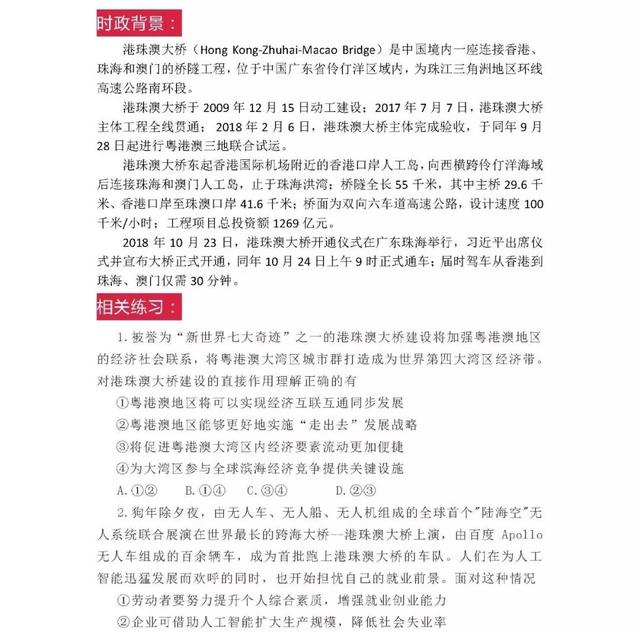 时政背景：
港珠澳大桥（Hong Kong-Zhuhai-Macao Bridge）是中国境内一座连接香港、
珠海和澳门的桥隧工程，位于中国广东省伶仃洋区域内，为珠江三角洲地区环线
高速公路南环段。
港珠澳大桥于 2009 年 12 月 15 日动工建设；2017 年 7 月 7 日，港珠澳大桥
主体工程全线贯通； 2018 年 2 月 6 日，港珠澳大桥主体完成验收，于同年 9 月
28 日起进行粤港澳三地联合试运。
港珠澳大桥东起香港国际机场附近的香港口岸人工岛，向西横跨伶仃洋海域
后连接珠海和澳门人工岛，止于珠海洪湾；桥隧全长 55 千米，其中主桥 29.6 千
米、香港口岸至珠澳口岸 41.6 千米；桥面为双向六车道高速公路，设计速度 100
千米/小时；工程项目总投资额 1269 亿元。
2018 年 10 月 23 日，港珠澳大桥开通仪式在广东珠海举行，习近平出席仪
式并宣布大桥正式开通，同年 10 月 24 日上午 9 时正式通车；届时驾车从香港到
珠海、澳门仅需 30 分钟。
相关练习：
1.被誉为“新世界七大奇迹”之一的港珠澳大桥建设将加强粤港澳地区
的经济社会联系，将粤港澳大湾区城市群打造成为世界第四大湾区经济带。
对港珠澳大桥建设的直接作用理解正确的有
①粤港澳地区将可以实现经济互联互通同步发展
②粤港澳地区能够更好地实施“走出去”发展战略
③将促进粤港澳大湾区内经济要素流动更加便捷
④为大湾区参与全球滨海经济竞争提供关键设施
A.①② B.①④ C.③④ D.②③
2.狗年除夕夜，由无人车、无人船、无人机组成的全球首个"陆海空"无
人系统联合展演在世界最长的跨海大桥--港珠澳大桥上演，由百度 Apollo
无人车组成的百余辆车，成为首批跑上港珠澳大桥的车队。人们在为人工
智能迅猛发展而欢呼的同时，也开始担忧自己的就业前景。面对这种情况
①劳动者要努力提升个人综合素质，增强就业创业能力
②企业可借助人工智能扩大生产规模，降低社会失业率